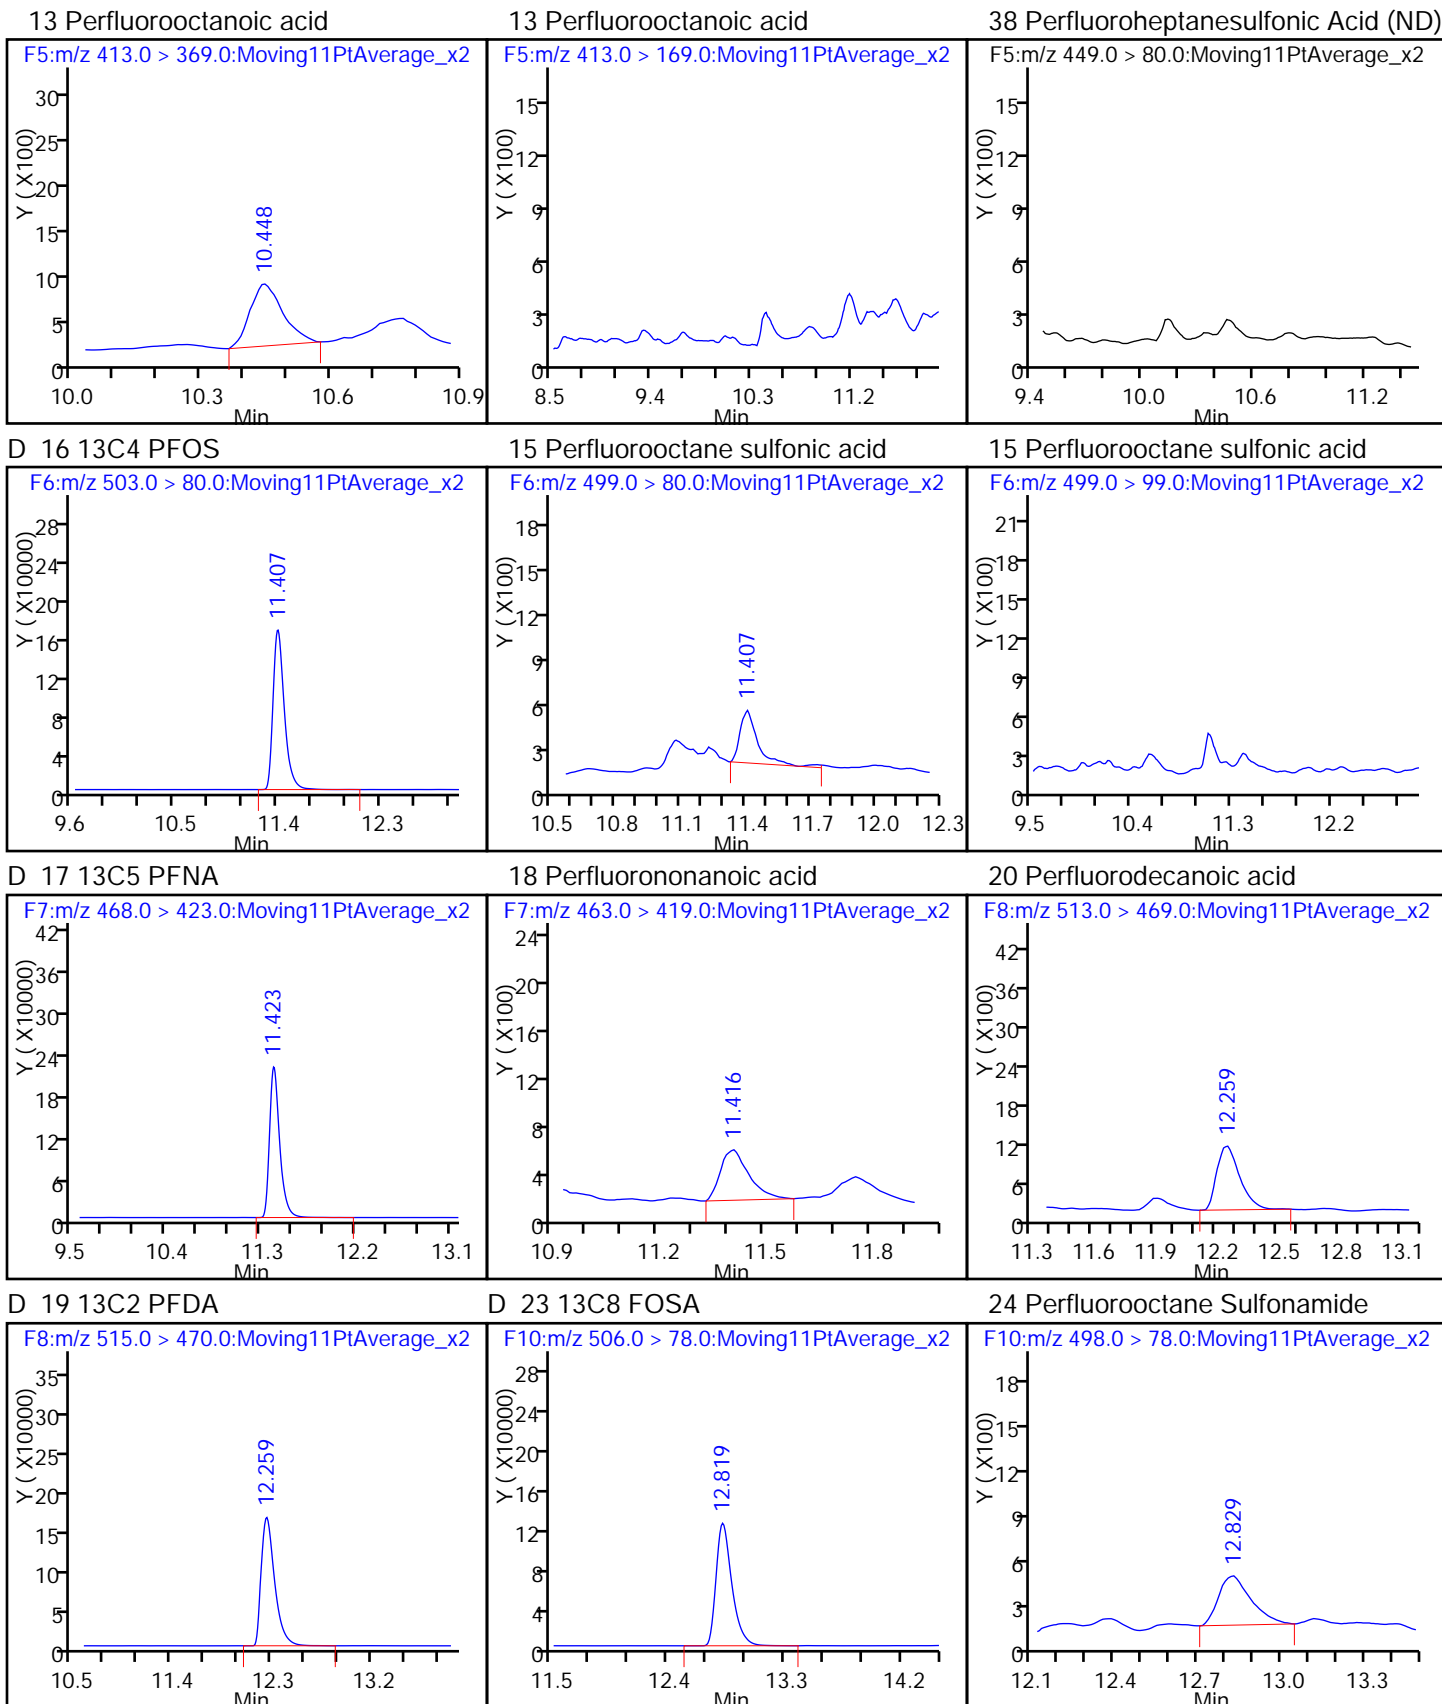 13 Perfluorooctanoic acid
F5:m/z 413.0 > 369.0:Moving11PtAverage_x2
Y ( X100)
30
25
20
15
10
5
0
10.448
10.0 10.3 10.6 10.9
Min
13 Perfluorooctanoic acid
F5:m/z 413.0 > 169.0:Moving11PtAverage_x2
Y ( X100)
15
12
9
6
3
0
8.5 9.4 10.3 11.2
Min
38 Perfluoroheptanesulfonic Acid (ND)
F5:m/z 449.0 > 80.0:Moving11PtAverage_x2
Y ( X100)
15
12
9
6
3
0
9.4 10.0 10.6 11.2
Min
D 16 13C4 PFOS
F6:m/z 503.0 > 80.0:Moving11PtAverage_x2
Y ( X10000)
28
24
20
16
12
8
4
0
11.407
9.6 10.5 11.4 12.3
Min
15 Perfluorooctane sulfonic acid
F6:m/z 499.0 > 80.0:Moving11PtAverage_x2
Y ( X100)
18
15
12
9
6
3
0
11.407
10.5 10.8 11.1 11.4 11.7 12.0 12.3
Min
15 Perfluorooctane sulfonic acid
F6:m/z 499.0 > 99.0:Moving11PtAverage_x2
Y ( X100)
21
18
15
12
9
6
3
0
9.5 10.4 11.3 12.2
Min
D 17 13C5 PFNA
F7:m/z 468.0 > 423.0:Moving11PtAverage_x2
Y ( X10000)
42
36
30
24
18
12
6
0
11.423
9.5 10.4 11.3 12.2 13.1
Min
18 Perfluorononanoic acid
F7:m/z 463.0 > 419.0:Moving11PtAverage_x2
Y ( X100)
24
20
16
12
8
4
0
11.416
10.9 11.2 11.5 11.8
Min
20 Perfluorodecanoic acid
F8:m/z 513.0 > 469.0:Moving11PtAverage_x2
Y ( X100)
42
36
30
24
18
12
6
0
12.259
11.3 11.6 11.9 12.2 12.5 12.8 13.1
Min
D 19 13C2 PFDA
F8:m/z 515.0 > 470.0:Moving11PtAverage_x2
Y ( X10000)
35
30
25
20
15
10
5
0
12.259
10.5 11.4 12.3 13.2
Min
D 23 13C8 FOSA
F10:m/z 506.0 > 78.0:Moving11PtAverage_x2
Y ( X10000)
28
24
20
16
12
8
4
0
12.819
11.5 12.4 13.3 14.2
Min
24 Perfluorooctane Sulfonamide
F10:m/z 498.0 > 78.0:Moving11PtAverage_x2
Y ( X100)
18
15
12
9
6
3
0
12.829
12.1 12.4 12.7 13.0 13.3
Min